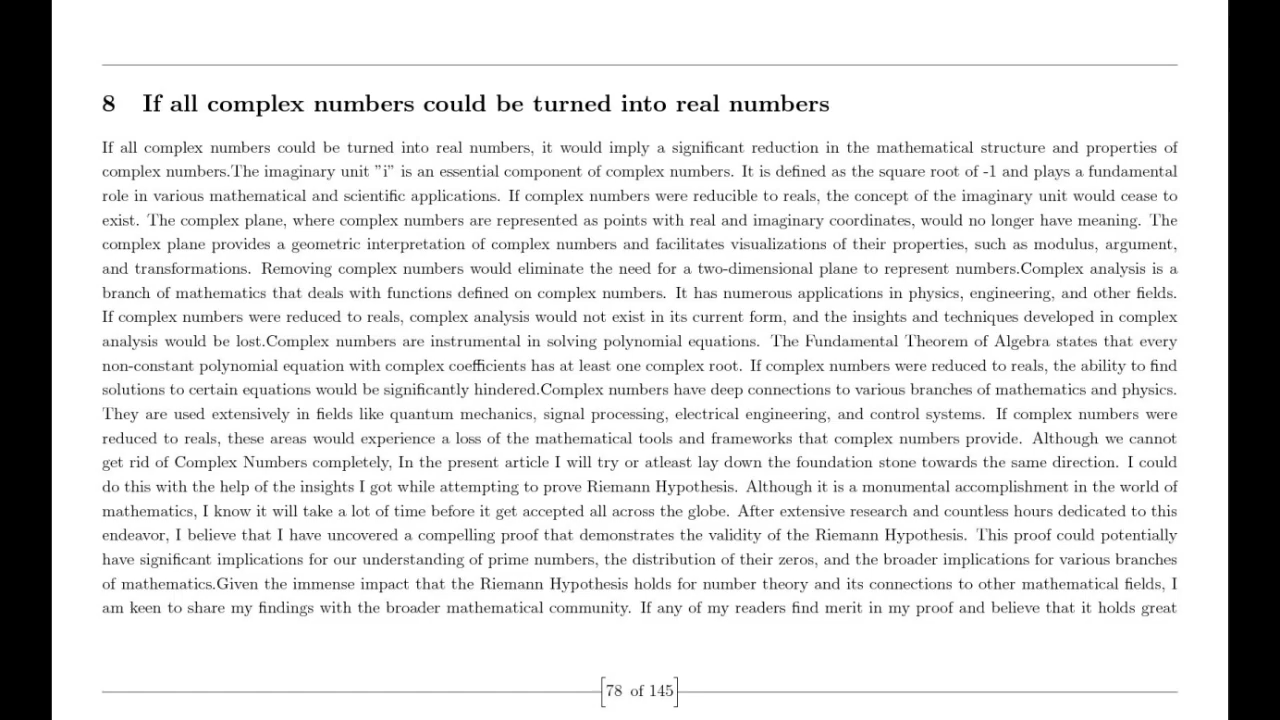 8 If all complex numbers could be turned into real numbers
If all complex numbers could be turned into real numbers, it would imply a significant reduction in the mathematical structure and properties of
complex numbers.The imaginary unit "i" is an essential component of complex numbers. It is defined as the square root of -1 and plays a fundamental
role in various mathematical and scientific applications. If complex numbers were reducible to reals, the concept of the imaginary unit would cease to
exist. The complex plane, where complex numbers are represented as points with real and imaginary coordinates, would no longer have meaning. The
complex plane provides a geometric interpretation of complex numbers and facilitates visualizations of their properties, such as modulus, argument,
and transformations. Removing complex numbers would eliminate the need for a two-dimensional plane to represent numbers.Complex analysis is a
branch of mathematics that deals with functions defined on complex numbers. It has numerous applications in physics, engineering, and other fields.
If complex numbers were reduced to reals, complex analysis would not exist in its current form, and the insights and techniques developed in complex
analysis would be lost.Complex numbers are instrumental in solving polynomial equations. The Fundamental Theorem of Algebra states that every
non-constant polynomial equation with complex coefficients has at least one complex root. If complex numbers were reduced to reals, the ability to find
solutions to certain equations would be significantly hindered.Complex numbers have deep connections to various branches of mathematics and physics.
They are used extensively in fields like quantum mechanics, signal processing, electrical engineering, and control systems. If complex numbers were
reduced to reals, these areas would experience a loss of the mathematical tools and frameworks that complex numbers provide. Although we cannot
get rid of Complex Numbers completely, In the present article I will try or atleast lay down the foundation stone towards the same direction. I could
do this with the help of the insights I got while attempting to prove Riemann Hypothesis. Although it is a monumental accomplishment in the world of
mathematics, I know it will take a lot of time before it get accepted all across the globe. After extensive research and countless hours dedicated to this
endeavor, I believe that I have uncovered a compelling proof that demonstrates the validity of the Riemann Hypothesis. This proof could potentially
have significant implications for our understanding of prime numbers, the distribution of their zeros, and the broader implications for various branches
of mathematics.Given the immense impact that the Riemann Hypothesis holds for number theory and its connections to other mathematical fields, I
am keen to share my findings with the broader mathematical community. If any of my readers find merit in my proof and believe that it holds great
[78 of 145]